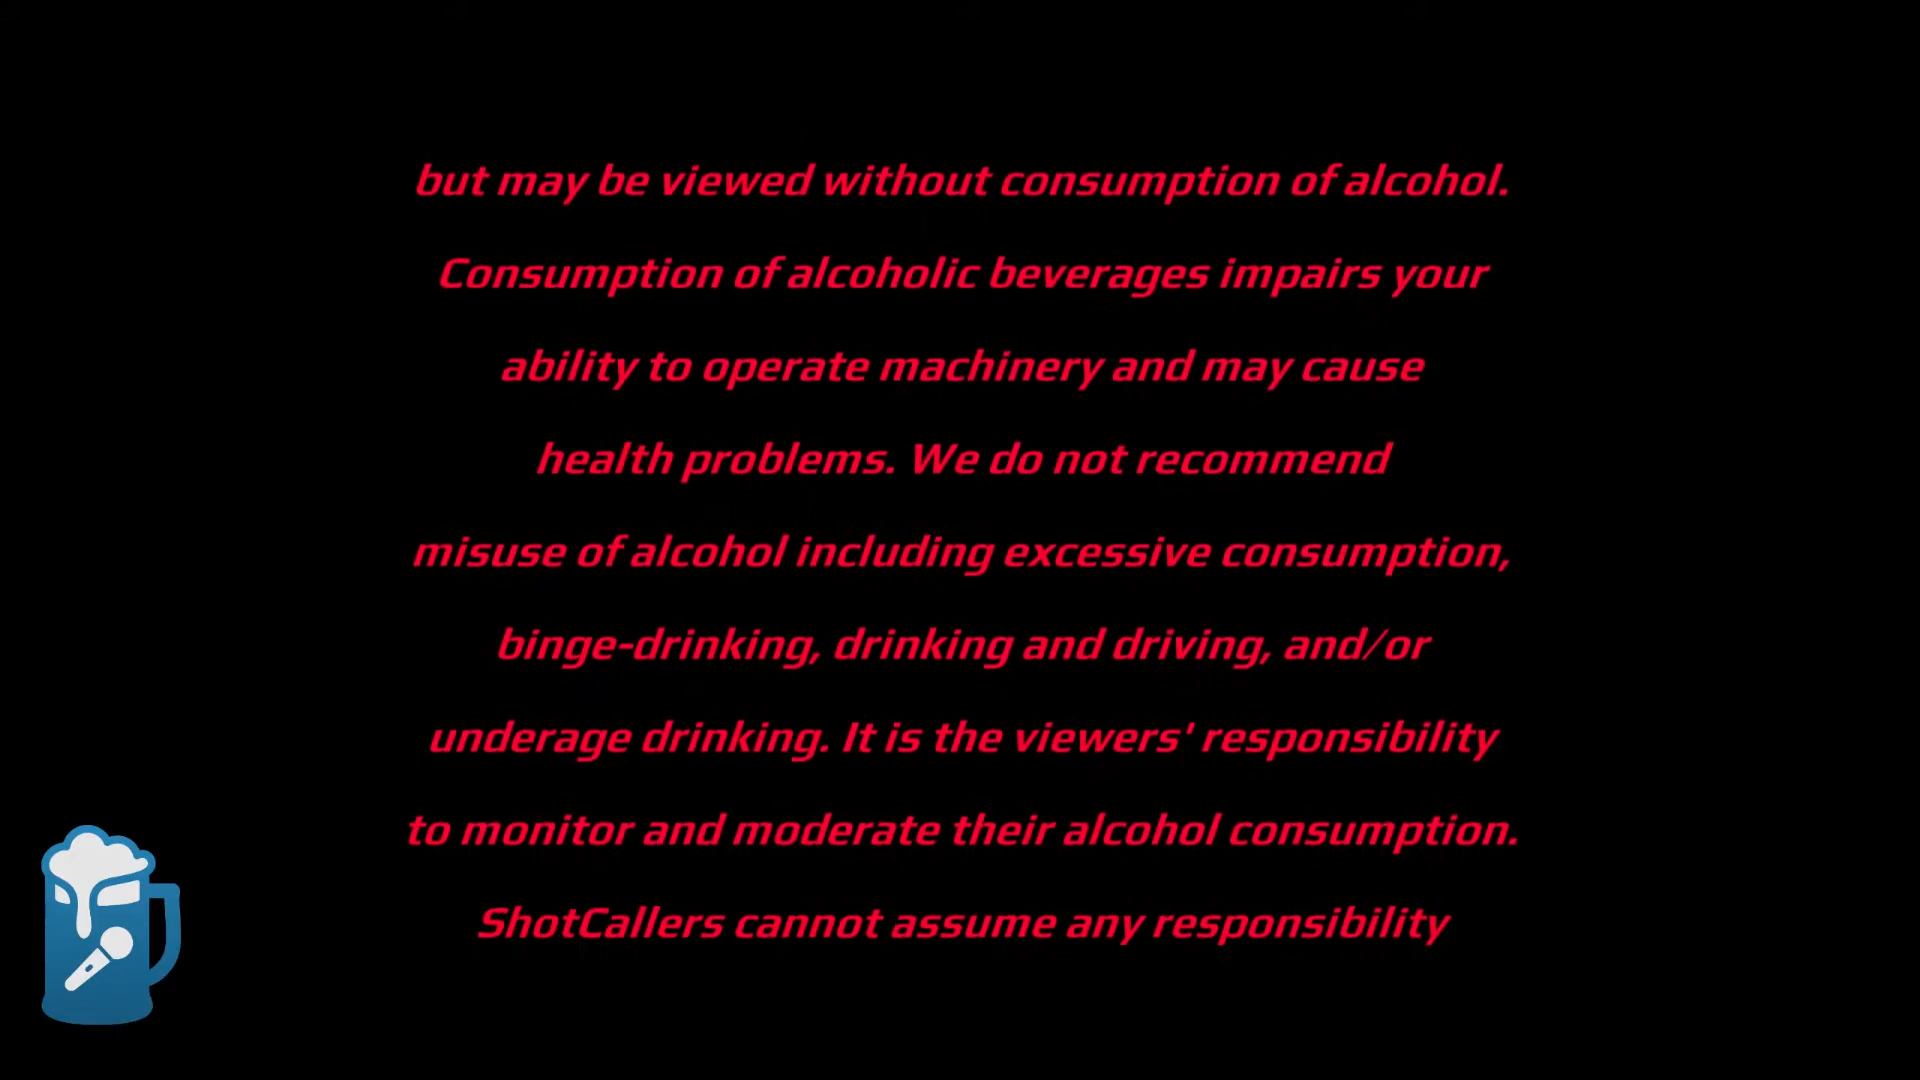 but may be viewed without consumption of alcohol.
Consumption of alcoholic beverages impairs your
ability to operate machinery and may cause
health problems. We do not recommend
misuse of alcohol including excessive consumption,
binge-drinking, drinking and driving, and/or
underage drinking. It is the viewers' responsibility
to monitor and moderate their alcohol consumption.
ShotCallers cannot assume any responsibility